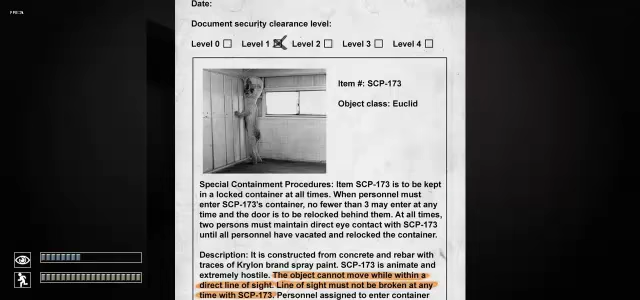 Date:
Document security clearance level:
Level 0 Level 1 Level 2 Level 3 Level 4
Item #: SCP-173
Object class: Euclid
Special Containment Procedures: Item SCP-173 is to be kept
in a locked container at all times. When personnel must
enter SCP-173's container, no fewer than 3 may enter at any
time and the door is to be relocked behind them. At all times,
two persons must maintain direct eye contact with SCP-173
until all personnel have vacated and relocked the container.
Description: It is constructed from concrete and rebar with
traces of Krylon brand spray paint. SCP-173 is animate and
extremely hostile. The object cannot move while within a
direct line of sight. Line of sight must not be broken at any
time with SCP-173. Personnel assigned to enter container